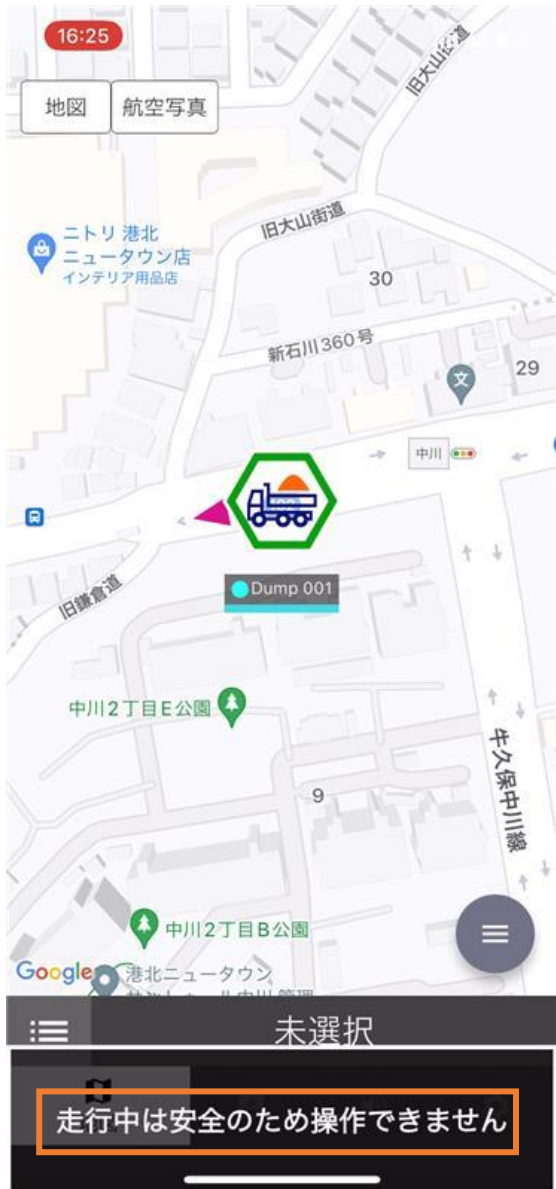 16:25
旧大山街道
地図
航空写真
ニトリ 港北
ニュータウン店
インテリア用品店
旧大山街道
30
新石川360号
29
文
中川
Dump 001
旧鎌倉道
中川2丁目E公園
牛久保中川線
9
中川2丁目B公園
Google
港北ニュータウン
未選択
走行中は安全のため操作できません